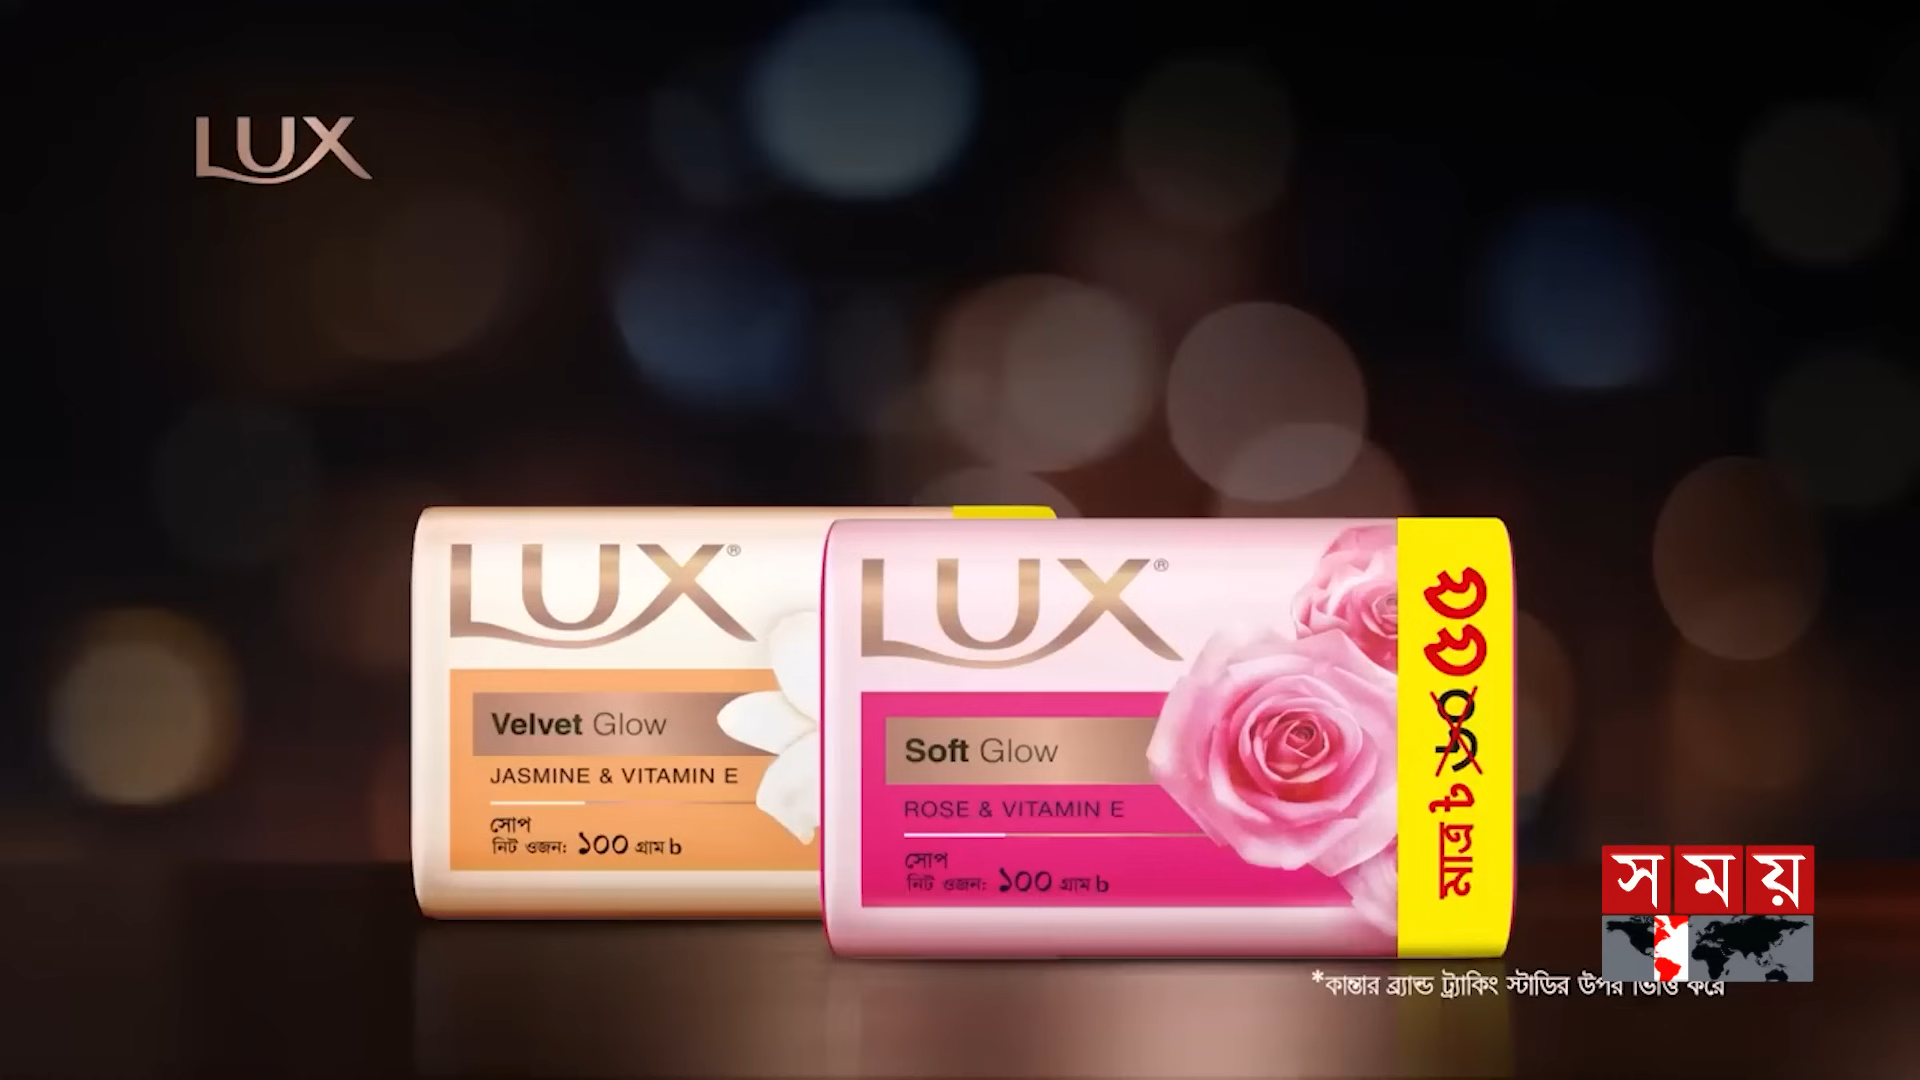 LUX
LUX®
Velvet Glow
JASMINE & VITAMIN E
সোপ
নিট ওজন: ১০০ গ্রাম b
LUX®
Soft Glow
ROSE & VITAMIN E
সোপ
নিট ওজন: ১০০ গ্রাম b
মাত্র ৳ ৬০ ৫৫
সময়
*কান্তার ব্র্যান্ড ট্র্যাকিং স্টাডির উপর ভিত্তি করে